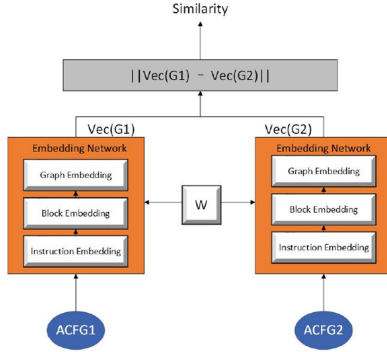 Similarity
||Vec(G1) - Vec(G2)||
Vec(G1)
Vec(G2)
Embedding Network
Graph Embedding
Block Embedding
Instruction Embedding
W
Embedding Network
Graph Embedding
Block Embedding
Instruction Embedding
ACFG1
ACFG2